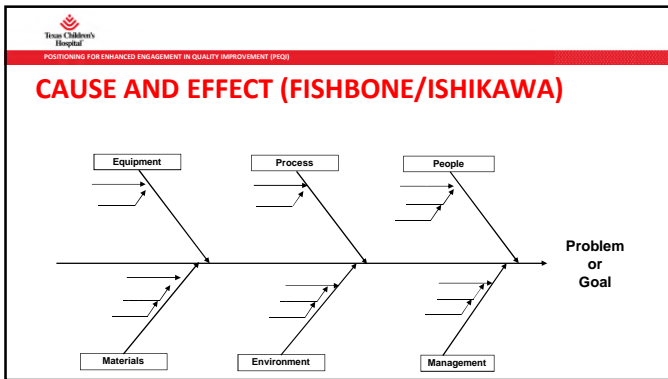 Texas Children's
Hospital
POSITIONING FOR ENHANCED ENGAGEMENT IN QUALITY IMPROVEMENT (PEQI)
CAUSE AND EFFECT (FISHBONE/ISHIKAWA)
Equipment
Process
People
Problem
or
Goal
Materials
Environment
Management